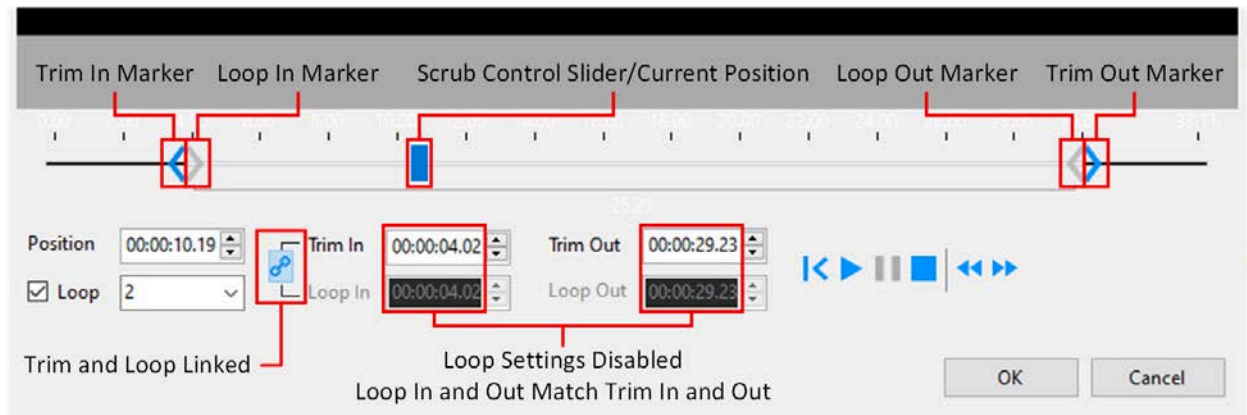 Trim In Marker Loop In Marker Scrub Control Slider/Current Position Loop Out Marker Trim Out Marker
25.21
Position 00:00:10.19 Trim In 00:00:04.02 Trim Out 00:00:29.23
Loop 2 Loop In 00:00:04.02 Loop Out 00:00:29.23
Trim and Loop Linked
Loop Settings Disabled
Loop In and Out Match Trim In and Out
OK Cancel